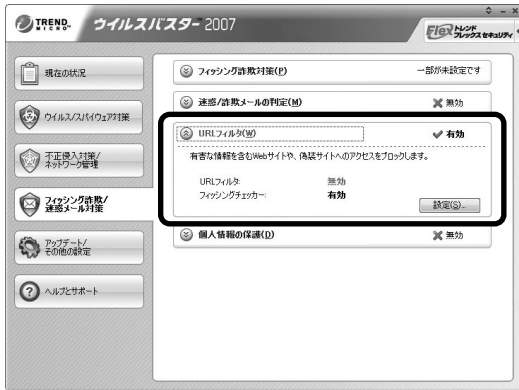 TREND MICRO ウイルスバスター 2007
Flex トレンド フレックス セキュリティ
現在の状況
ウイルス/スパイウェア対策
不正侵入対策/
ネットワーク管理
フィッシング詐欺/
迷惑メール対策
アップデート/
その他の設定
ヘルプとサポート
フィッシング詐欺対策(P) 一部が未設定です
迷惑/詐欺メールの判定(M) 無効
URLフィルタ(W) 有効
有害な情報を含むWebサイトや、偽装サイトへのアクセスをブロックします。
URLフィルタ: 無効
フィッシングチェッカー: 有効
設定(S)...
個人情報の保護(D) 無効